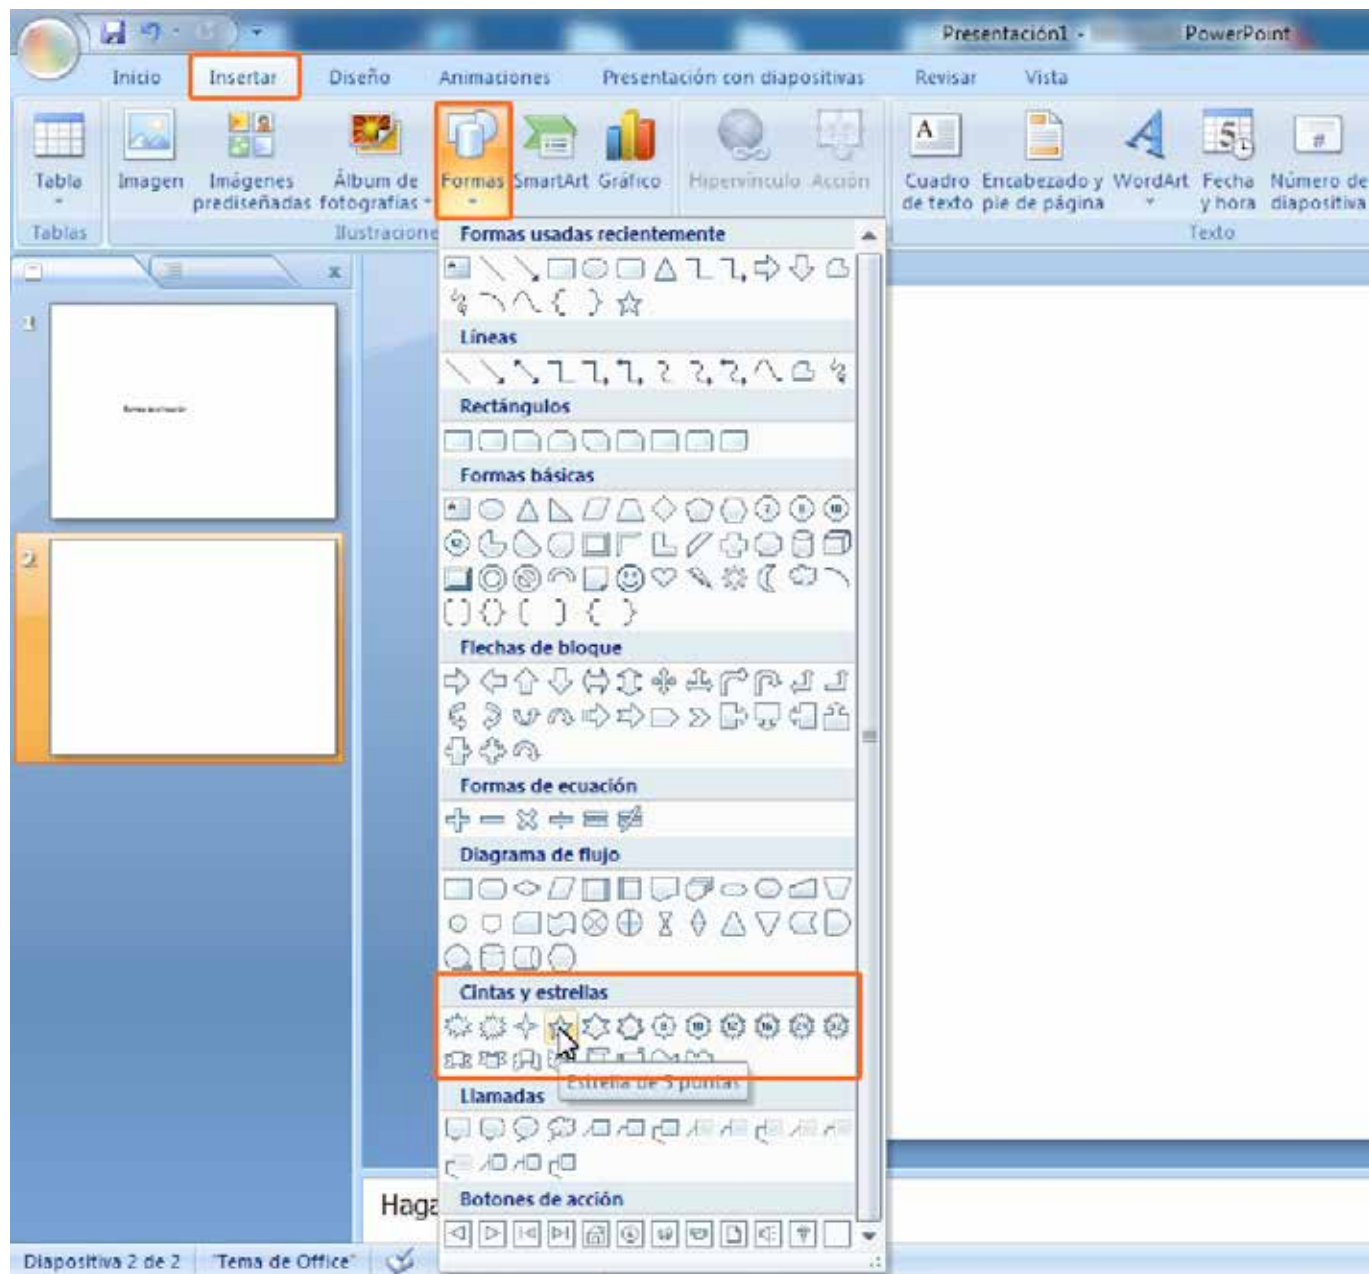 Presentación1 -
PowerPoint
Inicio Insertar Diseño Animaciones Presentación con diapositivas Revisar Vista
Tabla Imagen Imágenes prediseñadas Álbum de fotografías Formas SmartArt Gráfico Hipervínculo Acción Cuadro de texto Encabezado y pie de página WordArt Fecha y hora Número de diapositiva
Tablas Ilustracione Texto
Formas usadas recientemente
Líneas
Rectángulos
Formas básicas
Flechas de bloque
Formas de ecuación
Diagrama de flujo
Cintas y estrellas
Estrella de 5 puntas
Llamadas
Botones de acción
2
Haga
Diapositiva 2 de 2 "Tema de Office"